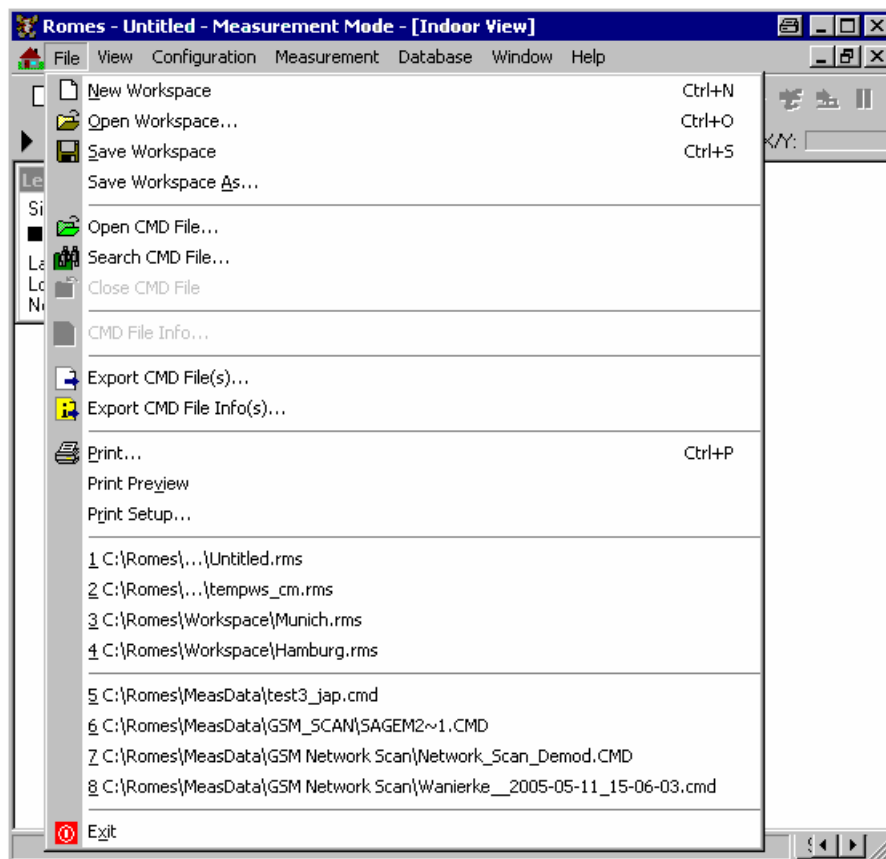 Romes - Untitled - Measurement Mode - [Indoor View]
File View Configuration Measurement Database Window Help
New Workspace Ctrl+N
Open Workspace... Ctrl+O
Save Workspace Ctrl+S
X/Y:
Save Workspace As...
Le
Si
Open CMD File...
La
Search CMD File...
Lo
Close CMD File
CMD File Info...
Export CMD File(s)...
Export CMD File Info(s)...
Print... Ctrl+P
Print Preview
Print Setup...
1 C:\Romes\...\Untitled.rms
2 C:\Romes\...\tempws_cm.rms
3 C:\Romes\Workspace\Munich.rms
4 C:\Romes\Workspace\Hamburg.rms
5 C:\Romes\MeasData\test3_jap.cmd
6 C:\Romes\MeasData\GSM_SCAN\SAGEM2~1.CMD
7 C:\Romes\MeasData\GSM Network Scan\Network_Scan_Demod.CMD
8 C:\Romes\MeasData\GSM Network Scan\Wanierke__2005-05-11_15-06-03.cmd
Exit